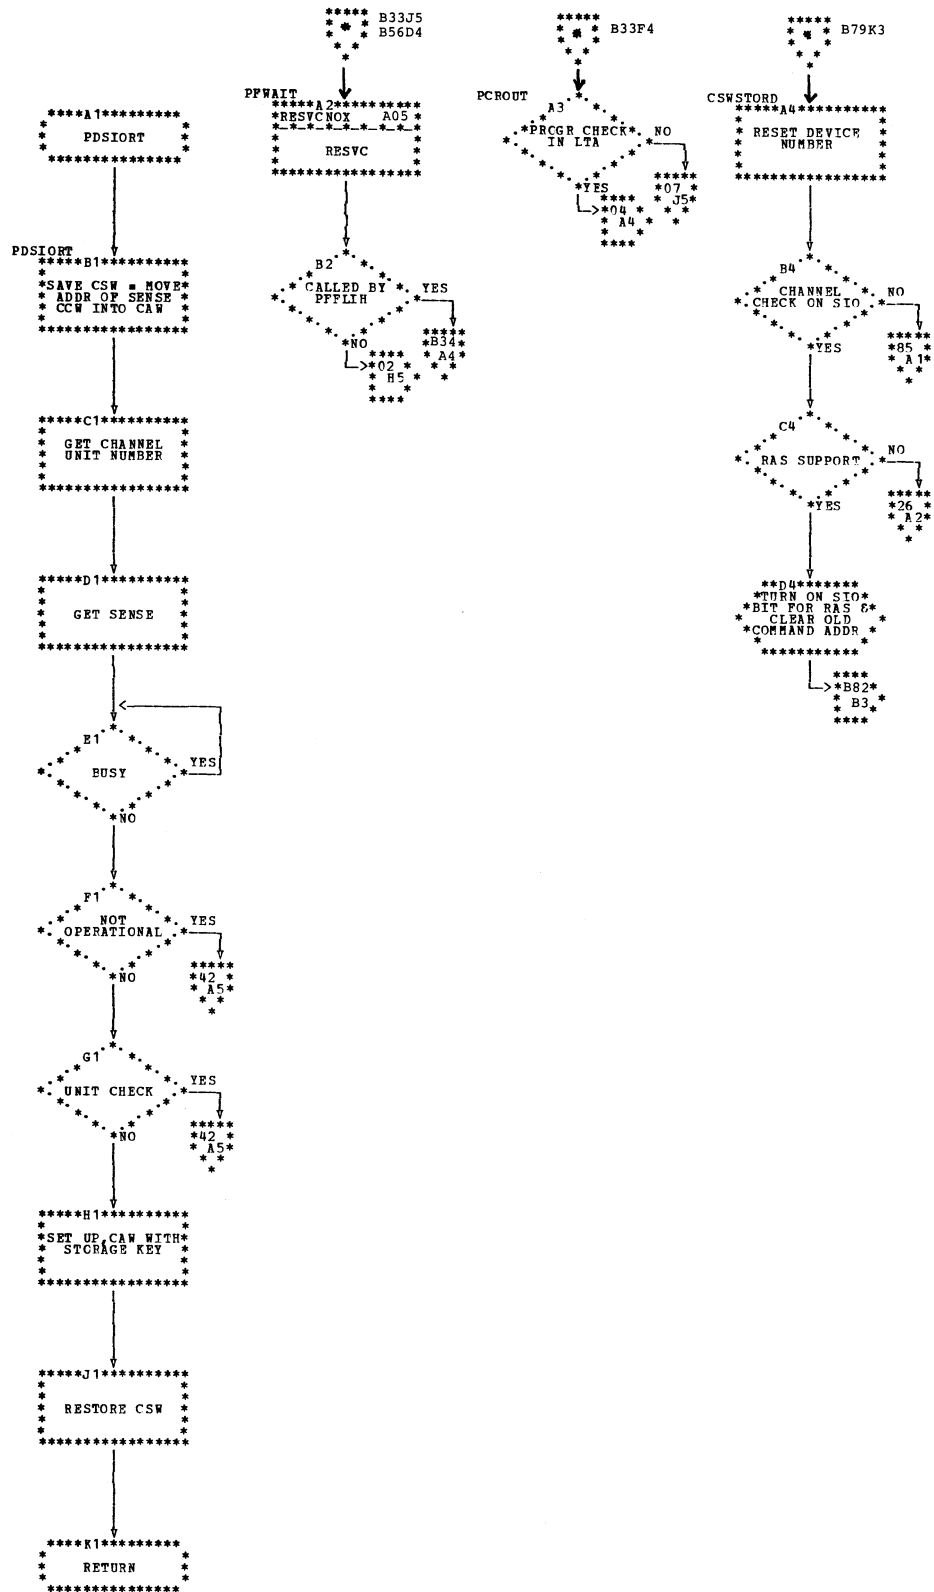 B33J5
B56D4
B33F4
B79K3
A1
PDSIORT
PFWAIT
A2
RESVCNOX A05
RESVC
PCROUT
A3
PRCGR CHECK
IN LTA
NO
YES
07
J5
04
A4
CSWSTORD
A4
RESET DEVICE
NUMBER
PDSIORT
B1
SAVE CSW = MOVE
ADDR OF SENSE
CCW INTO CAW
B2
CALLED BY
PFFLIH
YES
NO
B34
A4
02
H5
B4
CHANNEL
CHECK ON SIO
NO
YES
85
A1
C1
GET CHANNEL
UNIT NUMBER
C4
RAS SUPPORT
NO
YES
26
A2
D1
GET SENSE
D4
TURN ON SIO
BIT FOR RAS &
CLEAR OLD
COMMAND ADDR
B82
B3
E1
BUSY
YES
NO
F1
NOT
OPERATIONAL
YES
NO
42
A5
G1
UNIT CHECK
YES
NO
42
A5
H1
SET UP,CAW WITH
STORAGE KEY
J1
RESTORE CSW
K1
RETURN